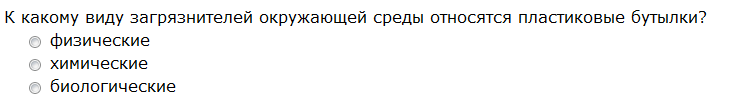 К какому виду загрязнителей окружающей среды относятся пластиковые бутылки?
физические
химические
биологические